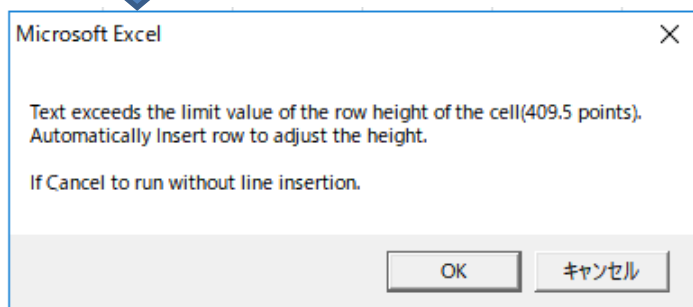 Microsoft Excel
Text exceeds the limit value of the row height of the cell(409.5 points).
Automatically Insert row to adjust the height.
If Cancel to run without line insertion.
OK
キャンセル